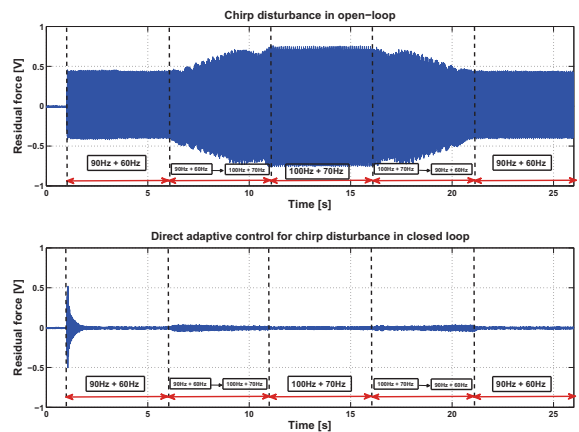 Chirp disturbance in open−loop
Residual force [V]
1
0.5
0
−0.5
−1
90Hz + 60Hz
90Hz + 60Hz 100Hz + 70Hz
100Hz + 70Hz
100Hz + 70Hz 90Hz + 60Hz
90Hz + 60Hz
0 5 10 15 20 25
Time [s]
Direct adaptive control for chirp disturbance in closed loop
Residual force [V]
1
0.5
0
−0.5
−1
90Hz + 60Hz
90Hz + 60Hz 100Hz + 70Hz
100Hz + 70Hz
100Hz + 70Hz 90Hz + 60Hz
90Hz + 60Hz
0 5 10 15 20 25
Time [s]